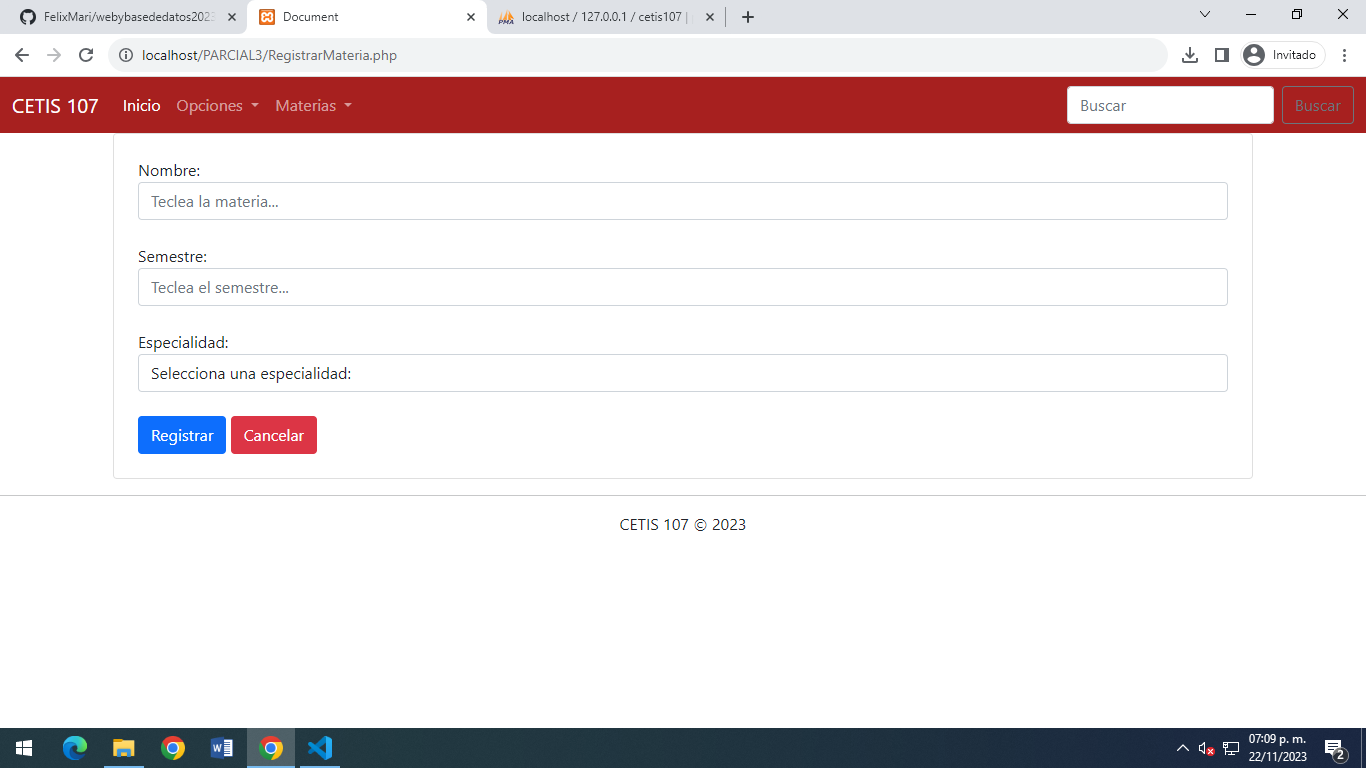 FelixMari/webybasededatos2023
Document
localhost / 127.0.0.1 / cetis107 |
localhost/PARCIAL3/RegistrarMateria.php
Invitado
CETIS 107
Inicio
Opciones
Materias
Buscar
Buscar
Nombre:
Teclea la materia...
Semestre:
Teclea el semestre...
Especialidad:
Selecciona una especialidad:
Registrar
Cancelar
CETIS 107 © 2023
07:09 p. m.
22/11/2023
2